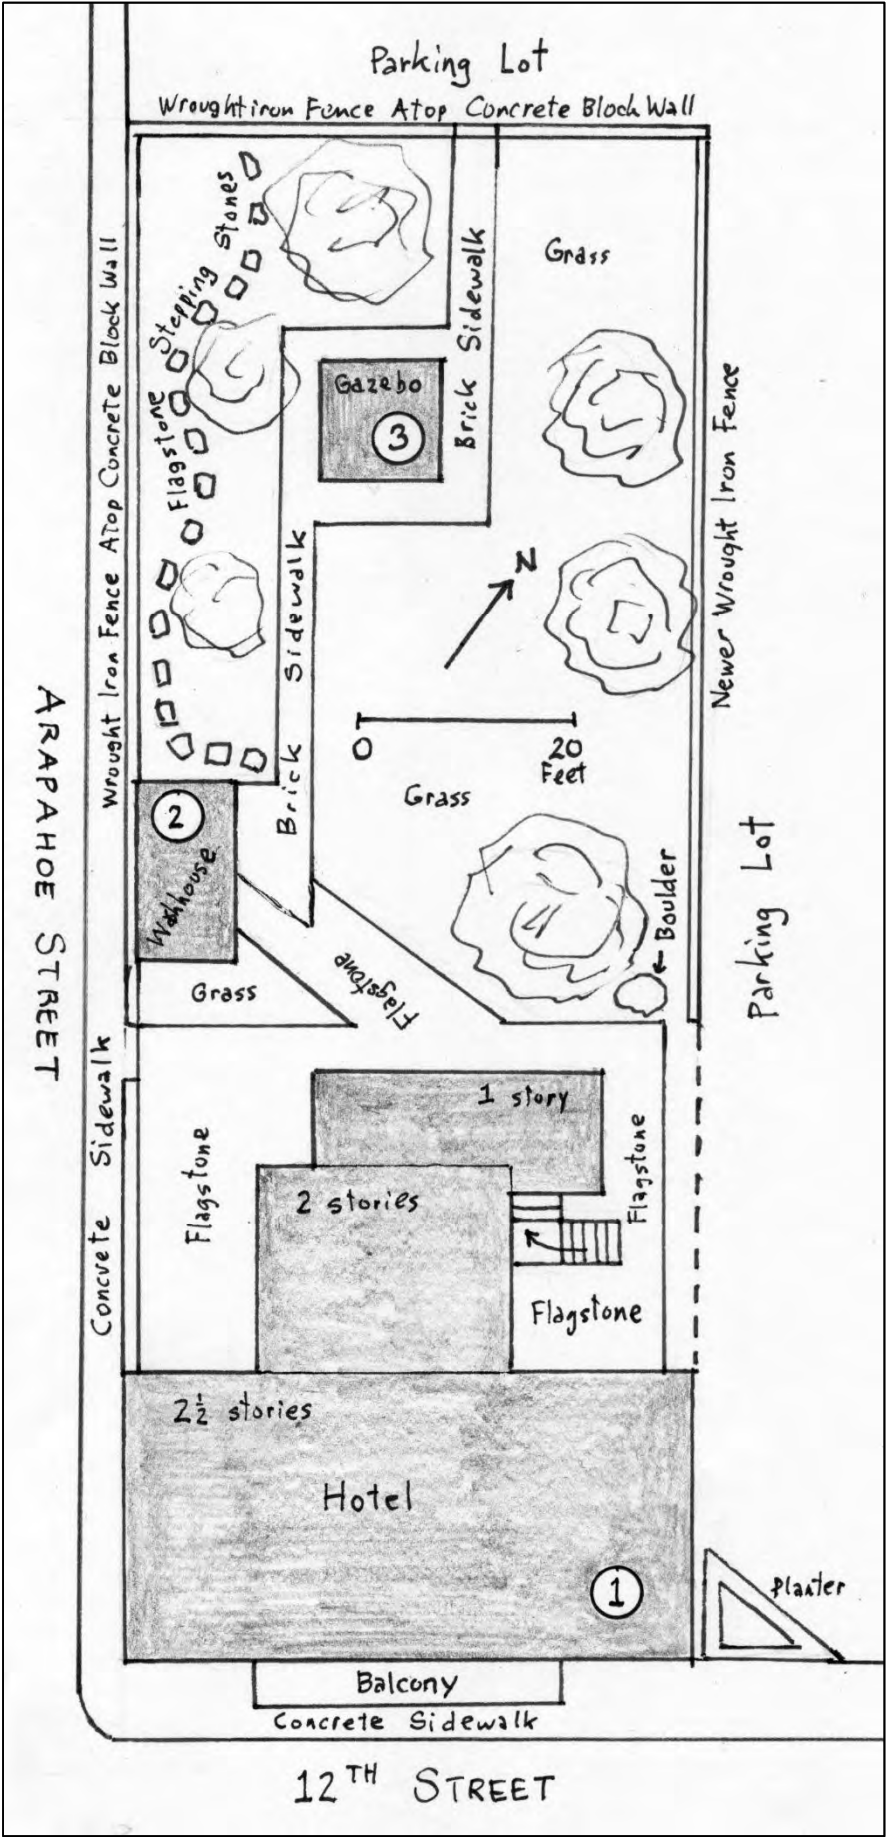 Parking Lot
Wrought iron Fence Atop Concrete Block Wall
Flagstone Stepping Stones
Brick Sidewalk
Grass
Gazebo
3
Wrought Iron Fence Atop Concrete Block Wall
Newer Wrought Iron Fence
N
Brick Sidewalk
0 20
Feet
Grass
2
Washhouse
ARAPAHOE STREET
Boulder
Parking Lot
Grass
Flagstone
Concrete Sidewalk
1 story
Flagstone
2 stories
Flagstone
Flagstone
2½ stories
Hotel
1
Planter
Balcony
Concrete Sidewalk
12TH STREET